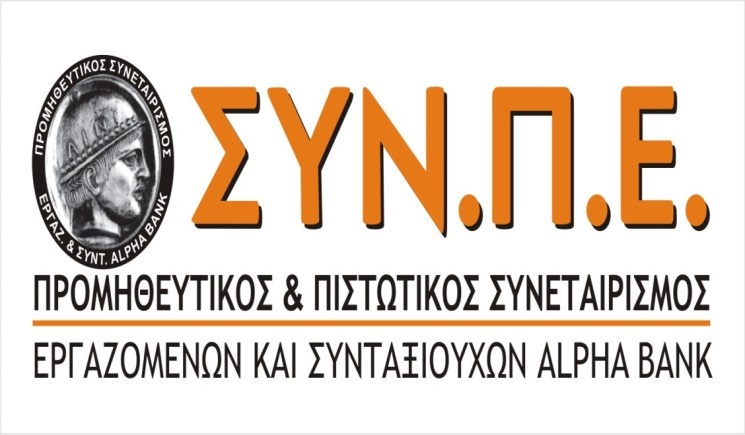 ΠΡΟΜΗΘΕΥΤΙΚΟΣ ΣΥΝΕΤΑΙΡΙΣΜΟΣ
ΕΡΓΑΖ. & ΣΥΝΤ. ALPHA BANK
ΣΥΝ.Π.Ε.
ΠΡΟΜΗΘΕΥΤΙΚΟΣ & ΠΙΣΤΩΤΙΚΟΣ ΣΥΝΕΤΑΙΡΙΣΜΟΣ
ΕΡΓΑΖΟΜΕΝΩΝ ΚΑΙ ΣΥΝΤΑΞΙΟΥΧΩΝ ALPHA BANK